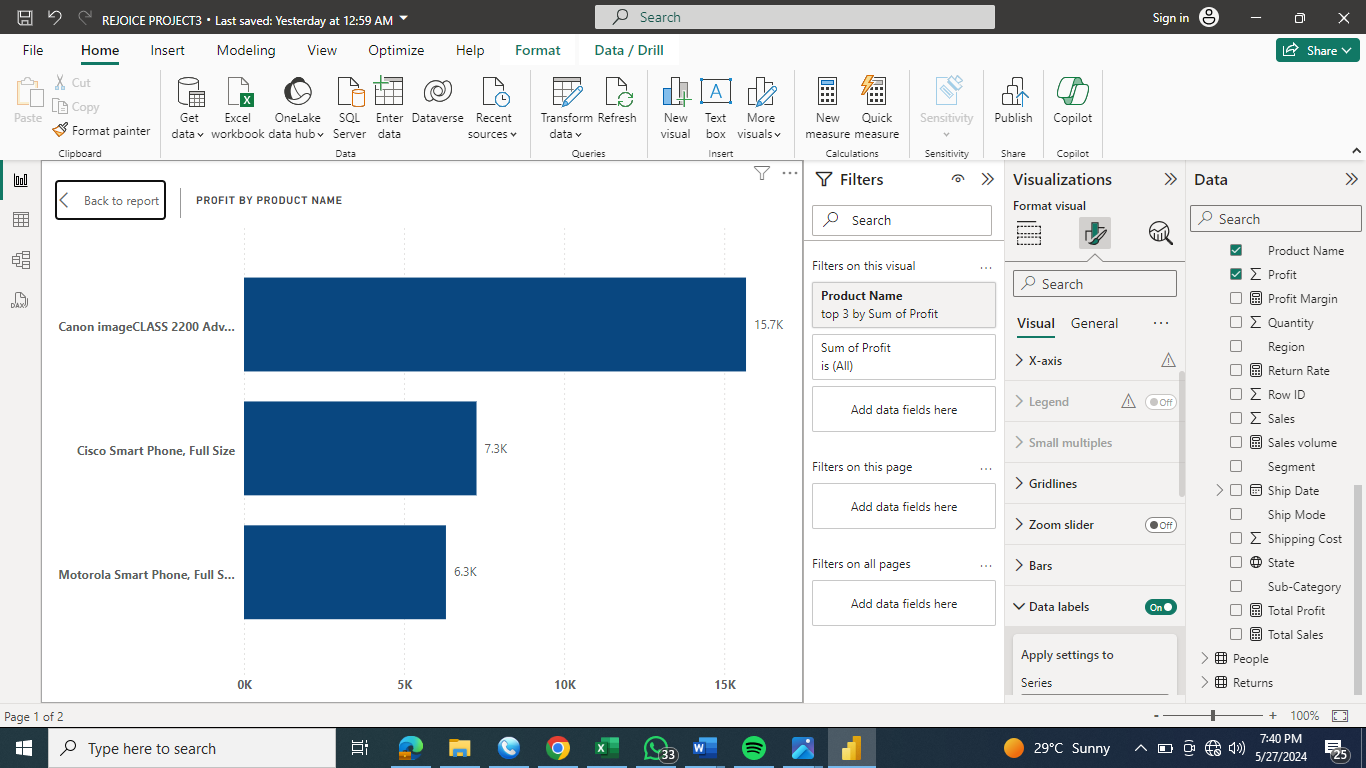 REJOICE PROJECT3 • Last saved: Yesterday at 12:59 AM
Search
Sign in
File
Home
Insert
Modeling
View
Optimize
Help
Format
Data / Drill
Share
Paste
Cut
Copy
Format painter
Clipboard
Get data
Excel workbook
OneLake data hub
SQL Server
Enter data
Dataverse
Recent sources
Data
Transform data
Refresh
Queries
New visual
Text box
More visuals
Insert
New measure
Quick measure
Calculations
Sensitivity
Sensitivity
Publish
Share
Copilot
Copilot
Back to report
PROFIT BY PRODUCT NAME
Canon imageCLASS 2200 Adv...
15.7K
Cisco Smart Phone, Full Size
7.3K
Motorola Smart Phone, Full S...
6.3K
0K
5K
10K
15K
Filters
Search
Filters on this visual
...
Product Name
top 3 by Sum of Profit
Sum of Profit
is (All)
Add data fields here
Filters on this page
...
Add data fields here
Filters on all pages
...
Add data fields here
Visualizations
Format visual
Search
Visual
General
...
X-axis
Legend
Off
Small multiples
Gridlines
Zoom slider
Off
Bars
Data labels
On
Apply settings to
Series
Data
Search
Product Name
Profit
Profit Margin
Quantity
Region
Return Rate
Row ID
Sales
Sales volume
Segment
Ship Date
Ship Mode
Shipping Cost
State
Sub-Category
Total Profit
Total Sales
People
Returns
Page 1 of 2
- + 100%
Type here to search
33
29°C Sunny
7:40 PM
5/27/2024
25